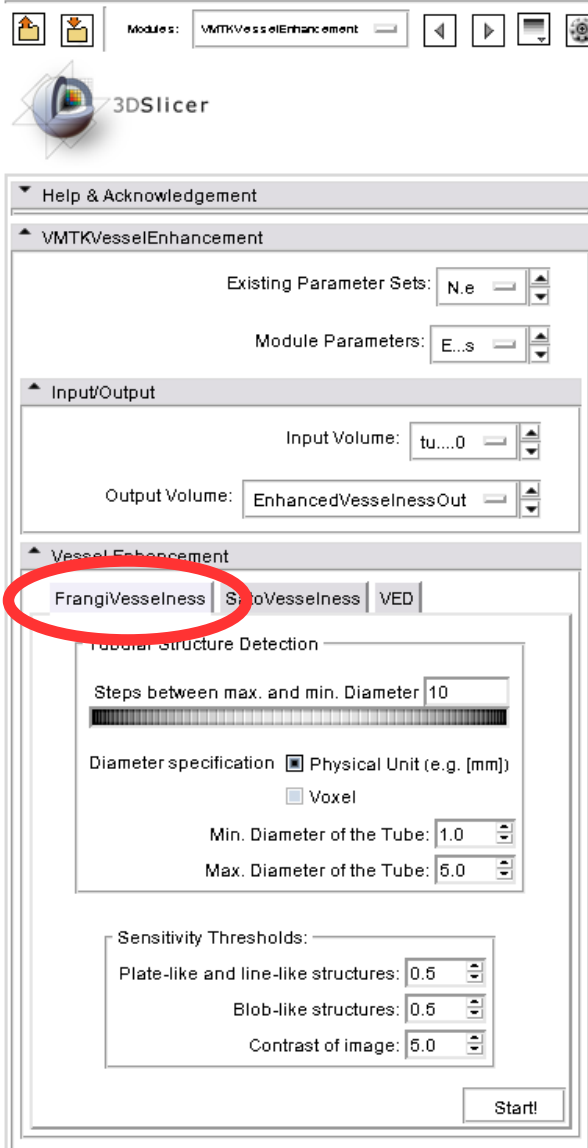 Modules: VMTKVesselEnhancement
3DSlicer
Help & Acknowledgement
VMTKVesselEnhancement
Existing Parameter Sets: N.e
Module Parameters: E...s
Input/Output
Input Volume: tu....0
Output Volume: EnhancedVesselnessOut
Vessel Enhancement
FrangiVesselness SatoVesselness VED
Tubular Structure Detection
Steps between max. and min. Diameter 10
Diameter specification Physical Unit (e.g. [mm])
Voxel
Min. Diameter of the Tube: 1.0
Max. Diameter of the Tube: 5.0
Sensitivity Thresholds:
Plate-like and line-like structures: 0.5
Blob-like structures: 0.5
Contrast of image: 5.0
Start!